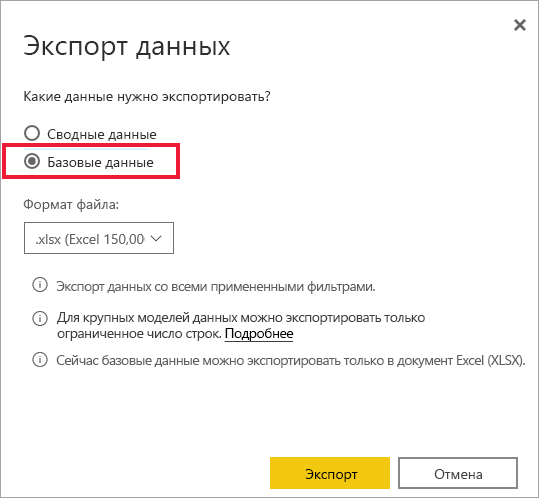 Экспорт данных
Какие данные нужно экспортировать?
Сводные данные
Базовые данные
Формат файла:
.xlsx (Excel 150,00
Экспорт данных со всеми примененными фильтрами.
Для крупных моделей данных можно экспортировать только
ограниченное число строк. Подробнее
Сейчас базовые данные можно экспортировать только в документ Excel (XLSX).
Экспорт
Отмена